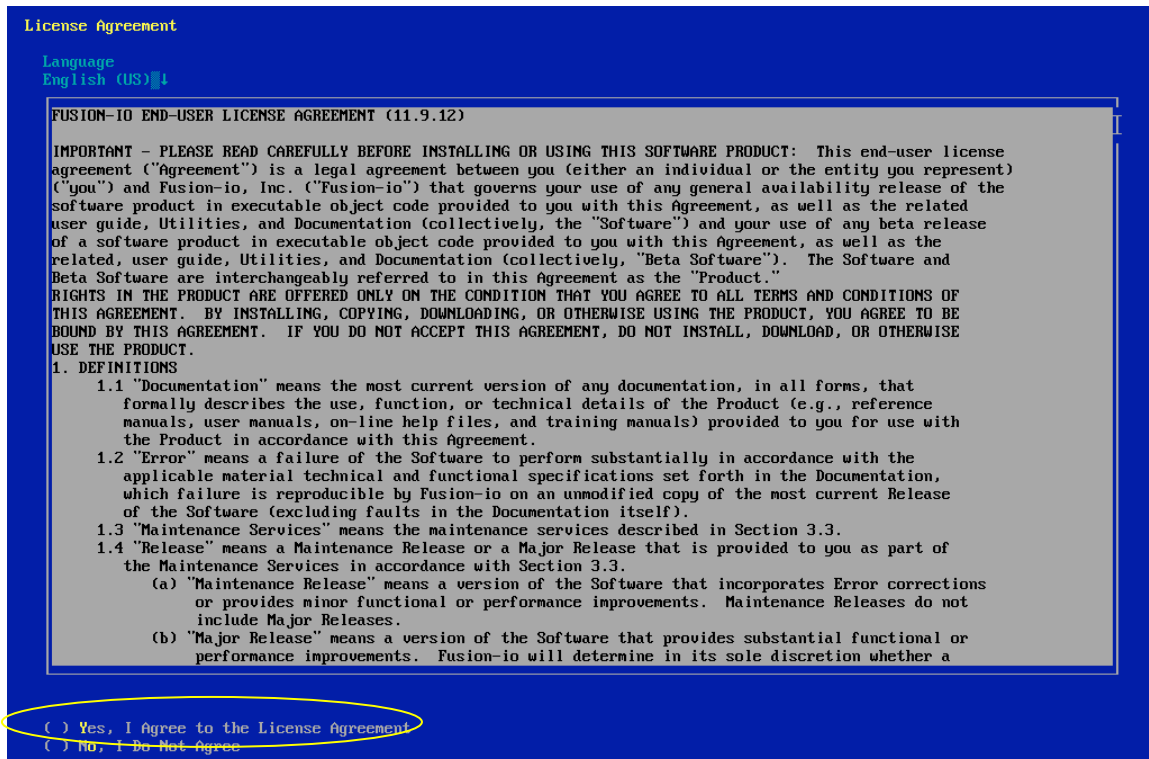 License Agreement
Language
English (US)▒↓
FUSION-IO END-USER LICENSE AGREEMENT (11.9.12)
IMPORTANT - PLEASE READ CAREFULLY BEFORE INSTALLING OR USING THIS SOFTWARE PRODUCT:  This end-user license
agreement ("Agreement") is a legal agreement between you (either an individual or the entity you represent)
("you") and Fusion-io, Inc. ("Fusion-io") that governs your use of any general availability release of the
software product in executable object code provided to you with this Agreement, as well as the related
user guide, Utilities, and Documentation (collectively, the "Software") and your use of any beta release
of a software product in executable object code provided to you with this Agreement, as well as the
related, user guide, Utilities, and Documentation (collectively, "Beta Software").  The Software and
Beta Software are interchangeably referred to in this Agreement as the "Product."
RIGHTS IN THE PRODUCT ARE OFFERED ONLY ON THE CONDITION THAT YOU AGREE TO ALL TERMS AND CONDITIONS OF
THIS AGREEMENT.  BY INSTALLING, COPYING, DOWNLOADING, OR OTHERWISE USING THE PRODUCT, YOU AGREE TO BE
BOUND BY THIS AGREEMENT.  IF YOU DO NOT ACCEPT THIS AGREEMENT, DO NOT INSTALL, DOWNLOAD, OR OTHERWISE
USE THE PRODUCT.
1. DEFINITIONS
1.1 "Documentation" means the most current version of any documentation, in all forms, that
formally describes the use, function, or technical details of the Product (e.g., reference
manuals, user manuals, on-line help files, and training manuals) provided to you for use with
the Product in accordance with this Agreement.
1.2 "Error" means a failure of the Software to perform substantially in accordance with the
applicable material technical and functional specifications set forth in the Documentation,
which failure is reproducible by Fusion-io on an unmodified copy of the most current Release
of the Software (excluding faults in the Documentation itself).
1.3 "Maintenance Services" means the maintenance services described in Section 3.3.
1.4 "Release" means a Maintenance Release or a Major Release that is provided to you as part of
the Maintenance Services in accordance with Section 3.3.
(a) "Maintenance Release" means a version of the Software that incorporates Error corrections
or provides minor functional or performance improvements.  Maintenance Releases do not
include Major Releases.
(b) "Major Release" means a version of the Software that provides substantial functional or
performance improvements.  Fusion-io will determine in its sole discretion whether a
( ) Yes, I Agree to the License Agreement
( ) No, I Do Not Agree